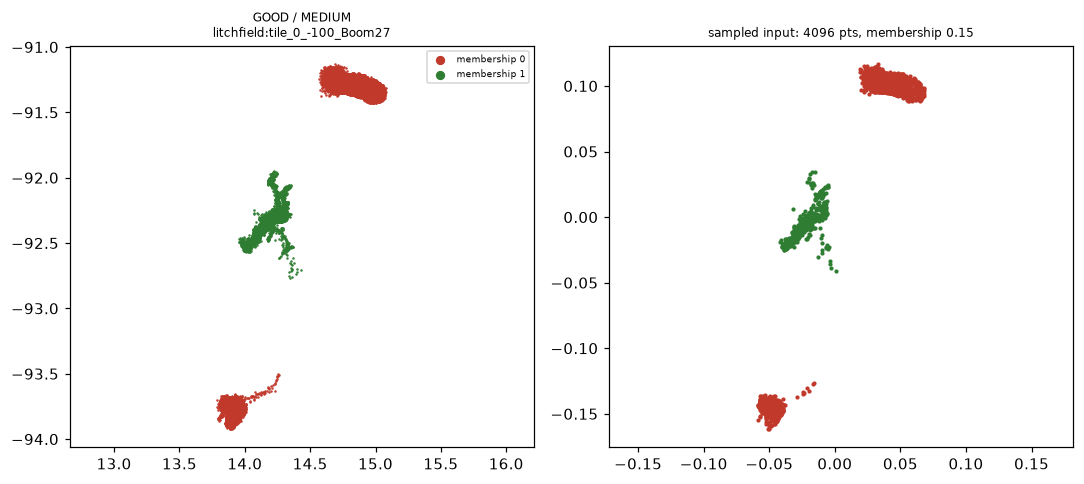 GOOD / MEDIUM
litchfield:tile_0_-100_Boom27
membership 0
membership 1
−91.0
−91.5
−92.0
−92.5
−93.0
−93.5
−94.0
13.0 13.5 14.0 14.5 15.0 15.5 16.0
sampled input: 4096 pts, membership 0.15
0.10
0.05
0.00
−0.05
−0.10
−0.15
−0.15 −0.10 −0.05 0.00 0.05 0.10 0.15